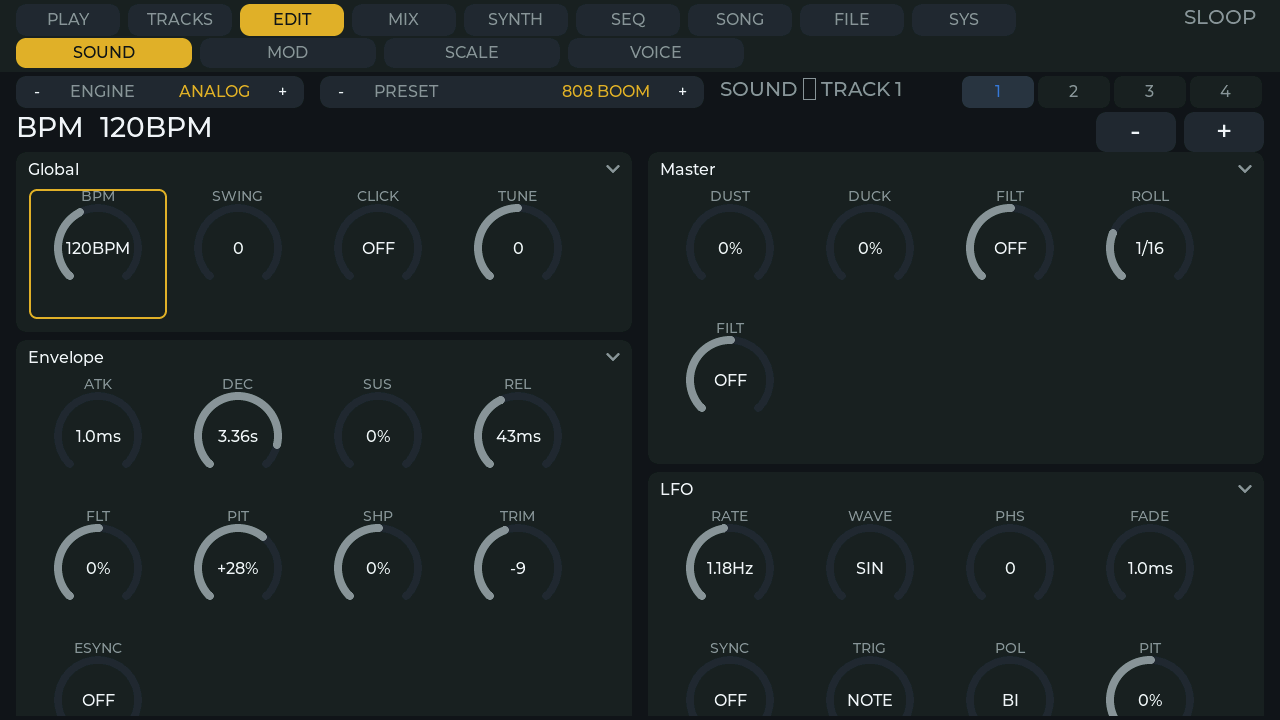 PLAY TRACKS EDIT MIX SYNTH SEQ SONG FILE SYS SLOOP
SOUND MOD SCALE VOICE
- ENGINE ANALOG + - PRESET 808 BOOM + SOUND TRACK 1 1 2 3 4
BPM 120BPM - +
Global
BPM SWING CLICK TUNE
120BPM 0 OFF 0
Master
DUST DUCK FILT ROLL
0% 0% OFF 1/16
FILT
OFF
Envelope
ATK DEC SUS REL
1.0ms 3.36s 0% 43ms
FLT PIT SHP TRIM
0% +28% 0% -9
ESYNC
OFF
LFO
RATE WAVE PHS FADE
1.18Hz SIN 0 1.0ms
SYNC TRIG POL PIT
OFF NOTE BI 0%